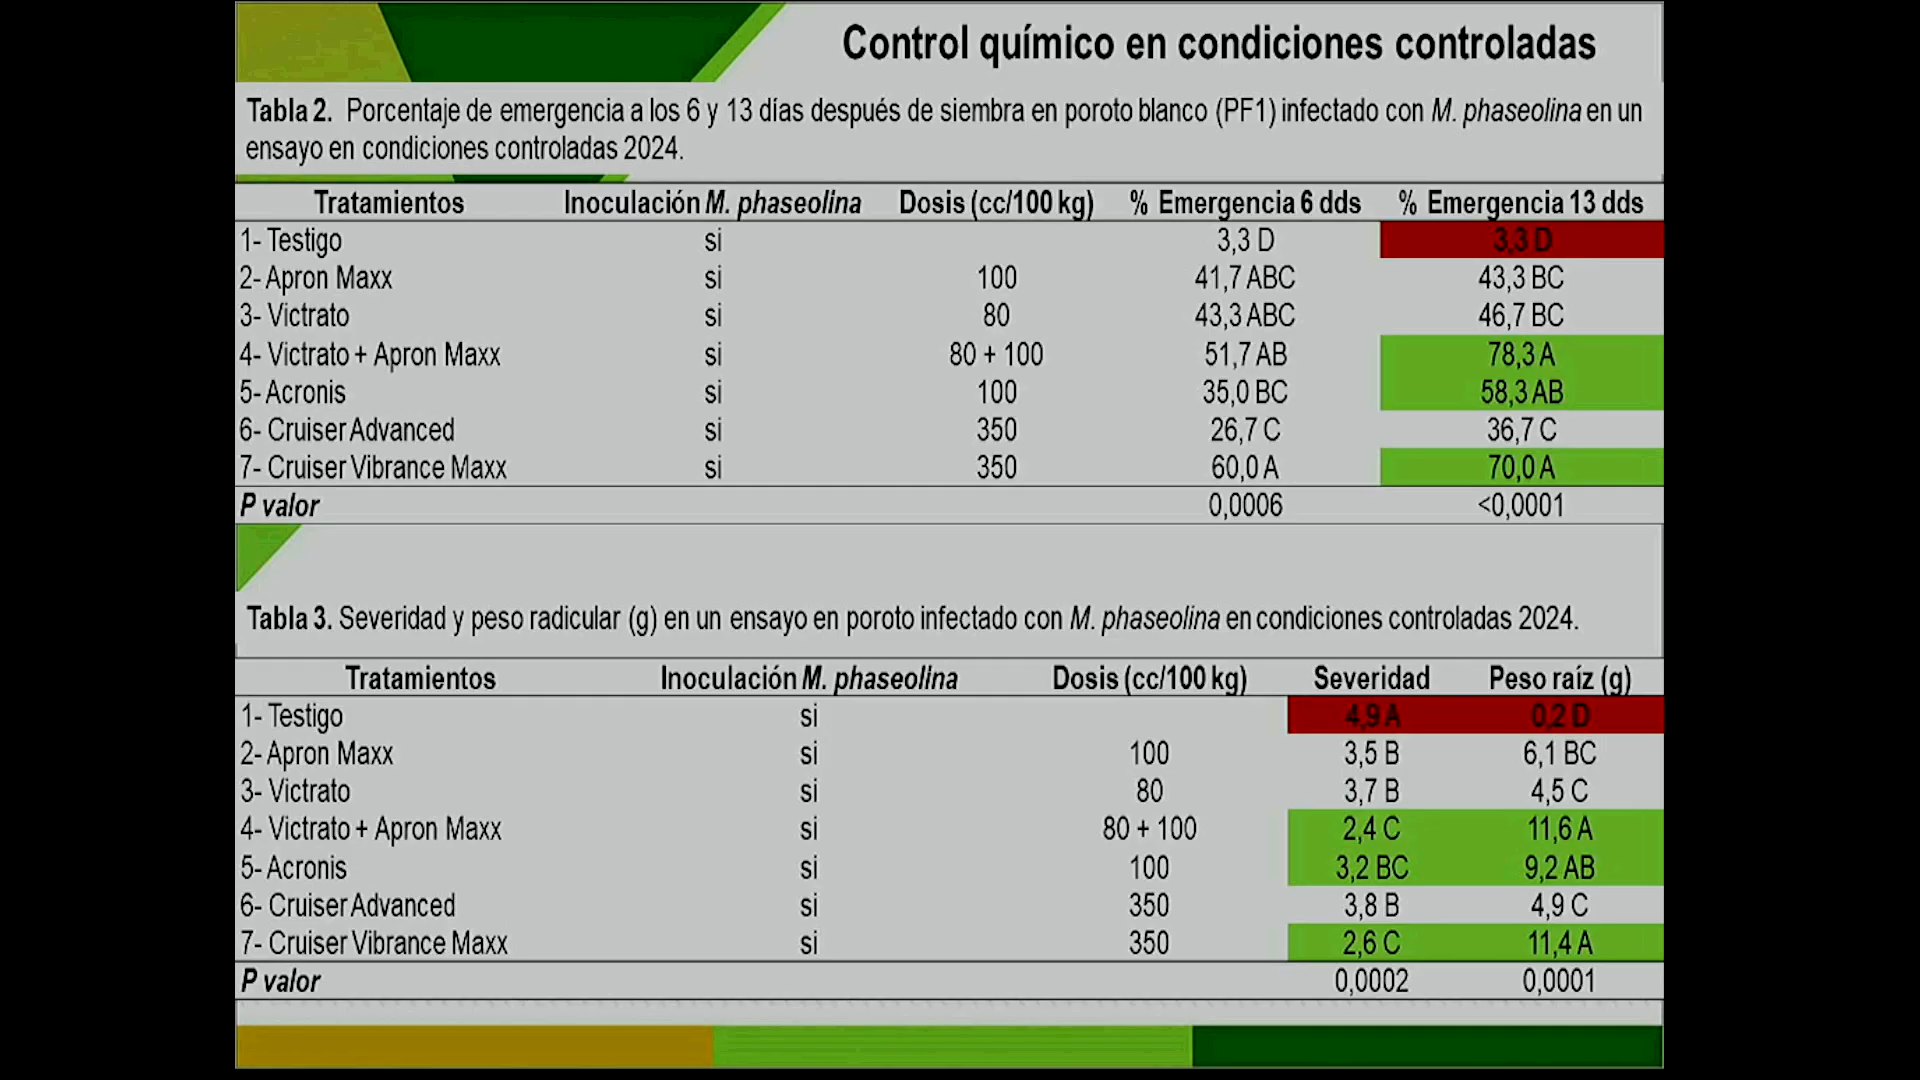 Control químico en condiciones controladas
Tabla 2. Porcentaje de emergencia a los 6 y 13 días después de siembra en poroto blanco (PF1) infectado con M. phaseolina en un
ensayo en condiciones controladas 2024.
Tratamientos Inoculación M. phaseolina Dosis (cc/100 kg) % Emergencia 6 dds % Emergencia 13 dds
1- Testigo si 3,3 D 3,3 D
2- Apron Maxx si 100 41,7 ABC 43,3 BC
3- Victrato si 80 43,3 ABC 46,7 BC
4- Victrato + Apron Maxx si 80 + 100 51,7 AB 78,3 A
5- Acronis si 100 35,0 BC 58,3 AB
6- Cruiser Advanced si 350 26,7 C 36,7 C
7- Cruiser Vibrance Maxx si 350 60,0 A 70,0 A
P valor 0,0006 <0,0001
Tabla 3. Severidad y peso radicular (g) en un ensayo en poroto infectado con M. phaseolina en condiciones controladas 2024.
Tratamientos Inoculación M. phaseolina Dosis (cc/100 kg) Severidad Peso raíz (g)
1- Testigo si 4,9 A 0,2 D
2- Apron Maxx si 100 3,5 B 6,1 BC
3- Victrato si 80 3,7 B 4,5 C
4- Victrato + Apron Maxx si 80 + 100 2,4 C 11,6 A
5- Acronis si 100 3,2 BC 9,2 AB
6- Cruiser Advanced si 350 3,8 B 4,9 C
7- Cruiser Vibrance Maxx si 350 2,6 C 11,4 A
P valor 0,0002 0,0001